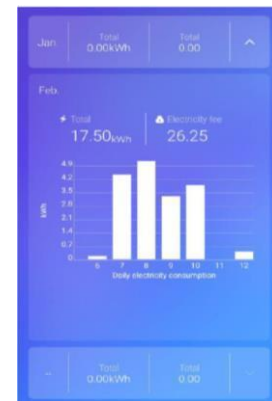 Jan
Total
0.00kWh
Total
0.00
Feb.
Total
17.50kWh
Electricity fee
26.25
4.9
4.2
3.5
2.8
2.1
1.4
0.7
0
kWh
6 7 8 9 10 11 12
Daily electricity consumption
..
Total
0.00kWh
Total
0.00